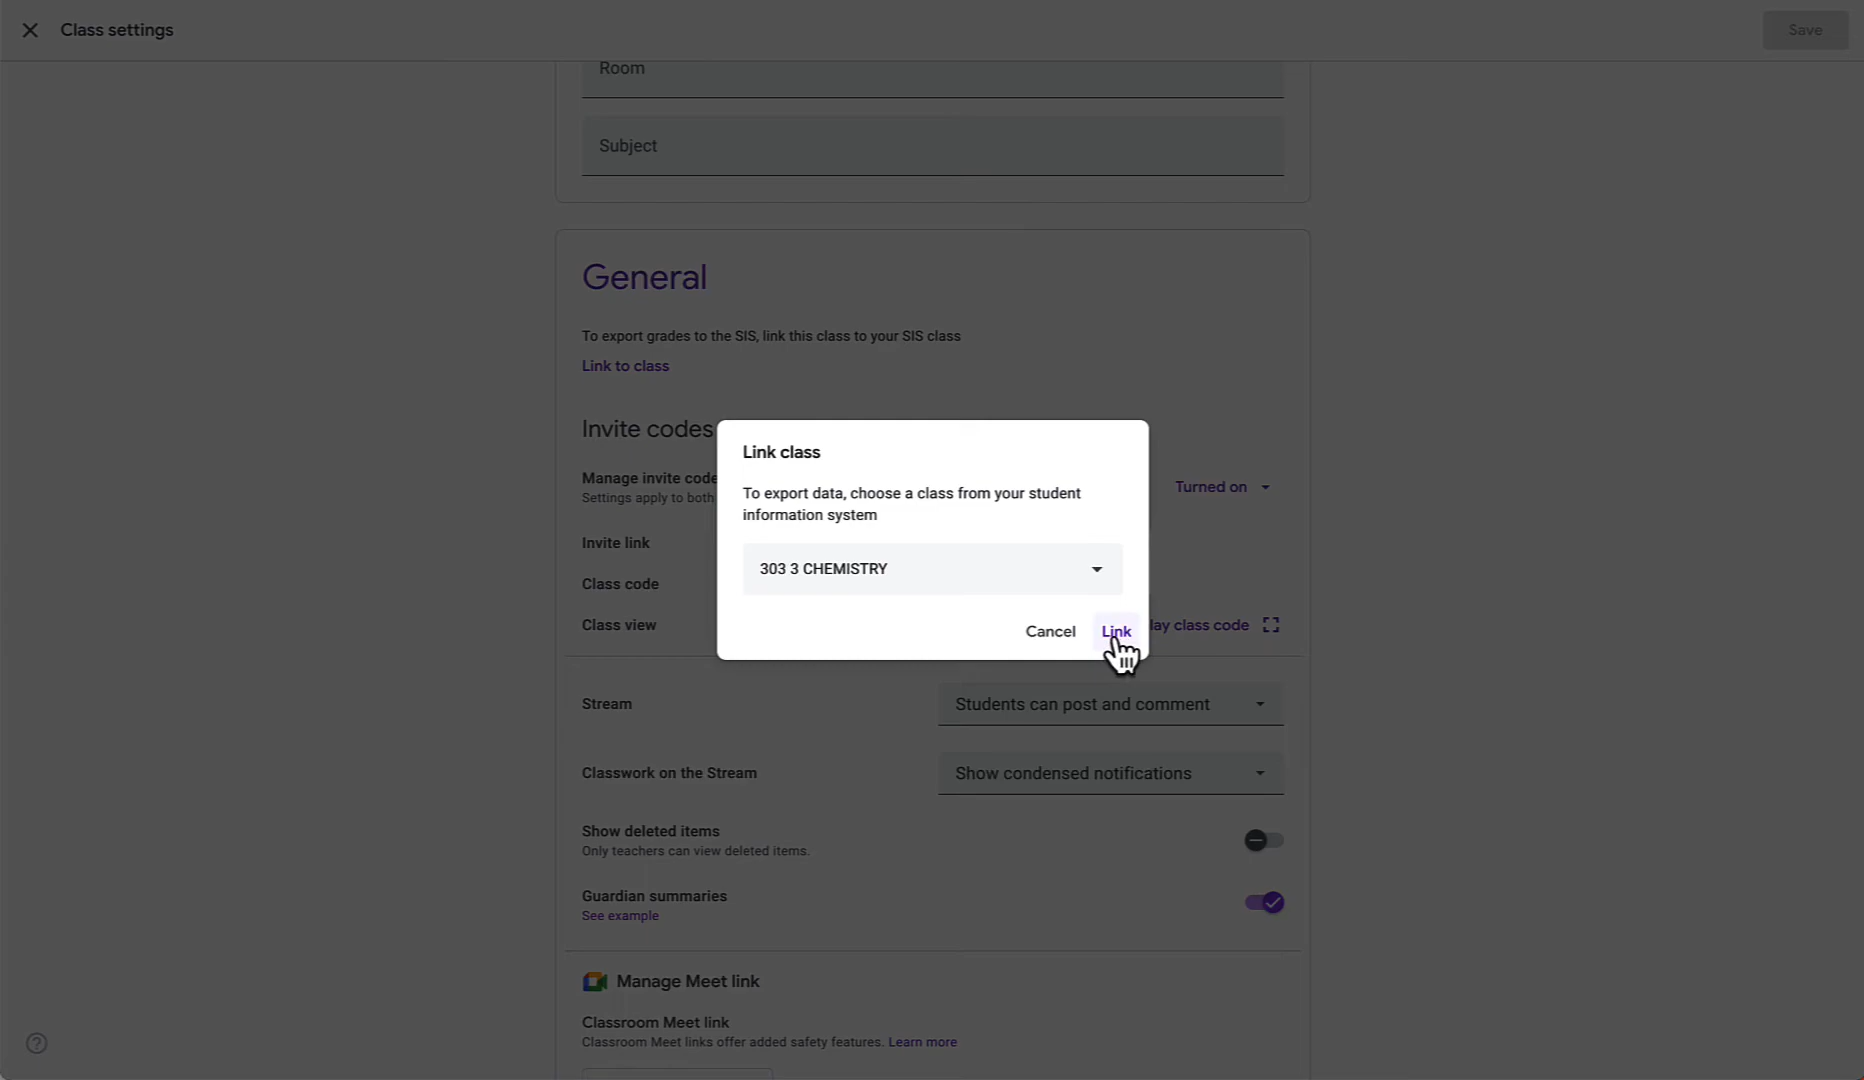 Class settings
Save
Room
Subject
General
To export grades to the SIS, link this class to your SIS class
Link to class
Invite codes
Manage invite code
Settings apply to both
Turned on
Invite link
Class code
Class view
lay class code
Link class
To export data, choose a class from your student
information system
303 3 CHEMISTRY
Cancel
Link
Stream
Students can post and comment
Classwork on the Stream
Show condensed notifications
Show deleted items
Only teachers can view deleted items.
Guardian summaries
See example
Manage Meet link
Classroom Meet link
Classroom Meet links offer added safety features. Learn more